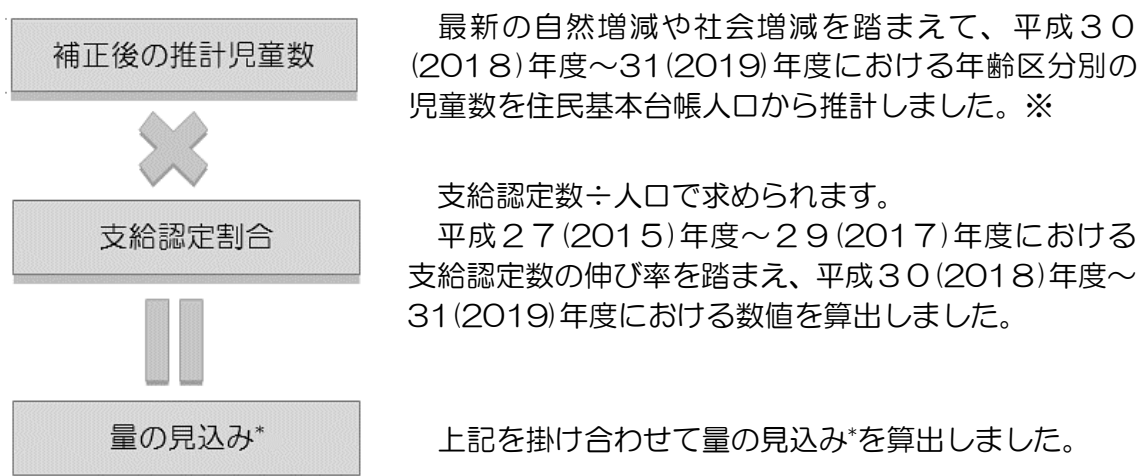 補正後の推計児童数
最新の自然増減や社会増減を踏まえて、平成３０
(2018)年度～31(2019)年度における年齢区分別の
児童数を住民基本台帳人口から推計しました。※
支給認定割合
支給認定数÷人口で求められます。
平成２７(2015)年度～２９(2017)年度における
支給認定数の伸び率を踏まえ、平成３０(2018)年度～
31(2019)年度における数値を算出しました。
量の見込み*
上記を掛け合わせて量の見込み*を算出しました。